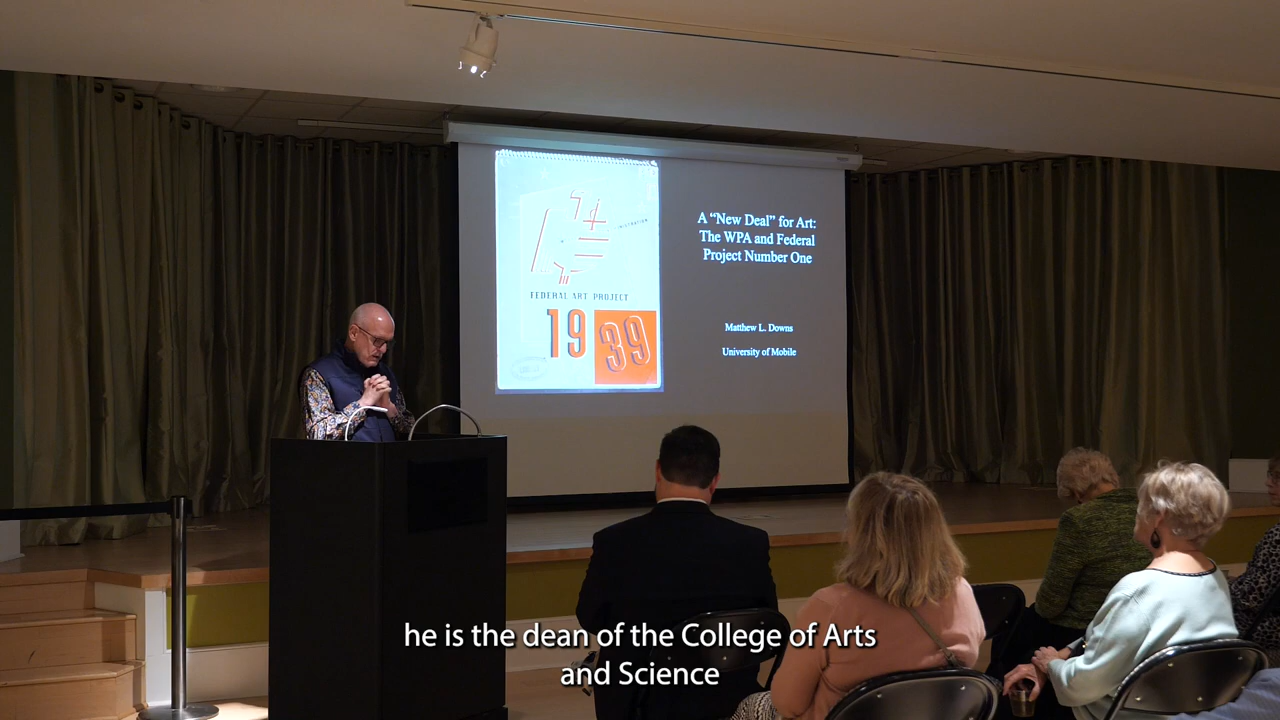 A “New Deal” for Art:
The WPA and Federal
Project Number One
Matthew L. Downs
University of Mobile
FEDERAL ART PROJECT
19
39
he is the dean of the College of Arts
and Science